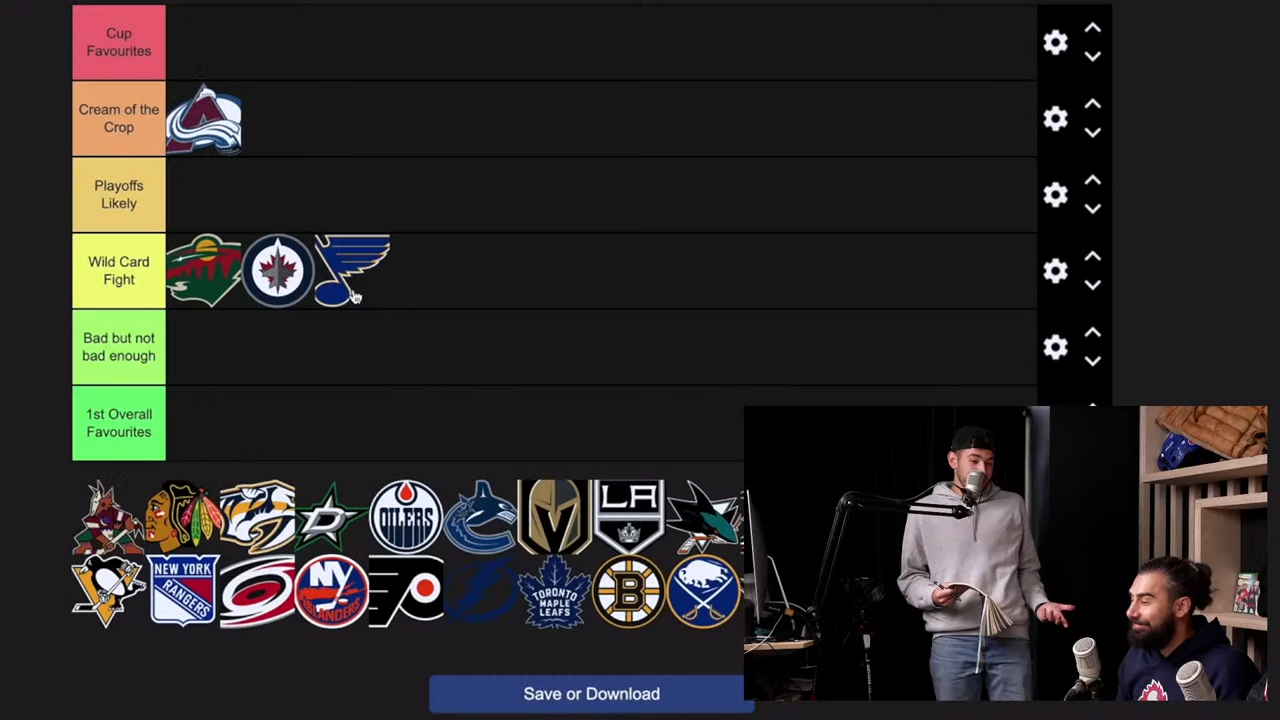 Cup
Favourites
Cream of the
Crop
Playoffs
Likely
Wild Card
Fight
Bad but not
bad enough
1st Overall
Favourites
OILERS
LA
NEW YORK
RANGERS
NY
ISLANDERS
TORONTO
MAPLE
LEAFS
B
Save or Download